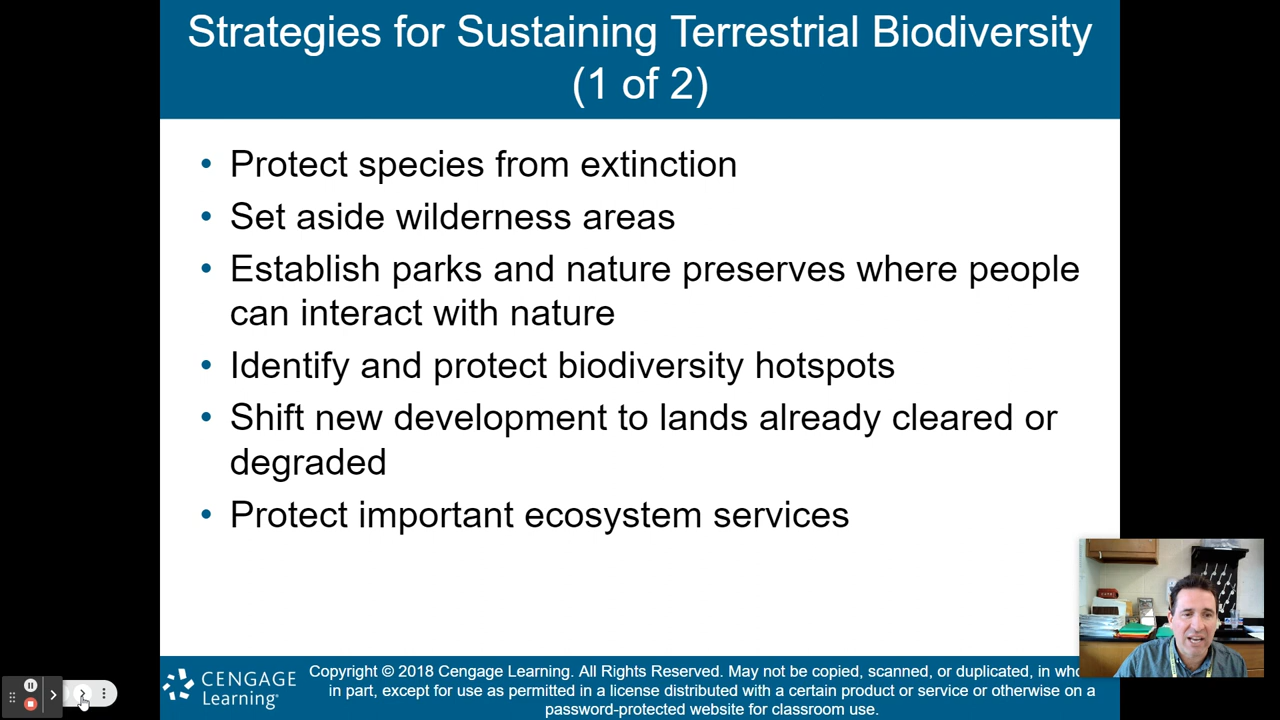 Strategies for Sustaining Terrestrial Biodiversity
(1 of 2)
• Protect species from extinction
• Set aside wilderness areas
• Establish parks and nature preserves where people
can interact with nature
• Identify and protect biodiversity hotspots
• Shift new development to lands already cleared or
degraded
• Protect important ecosystem services
CENGAGE
Learning®
Copyright © 2018 Cengage Learning. All Rights Reserved. May not be copied, scanned, or duplicated, in
in part, except for use as permitted in a license distributed with a certain product or service or otherwise on a
password-protected website for classroom use.